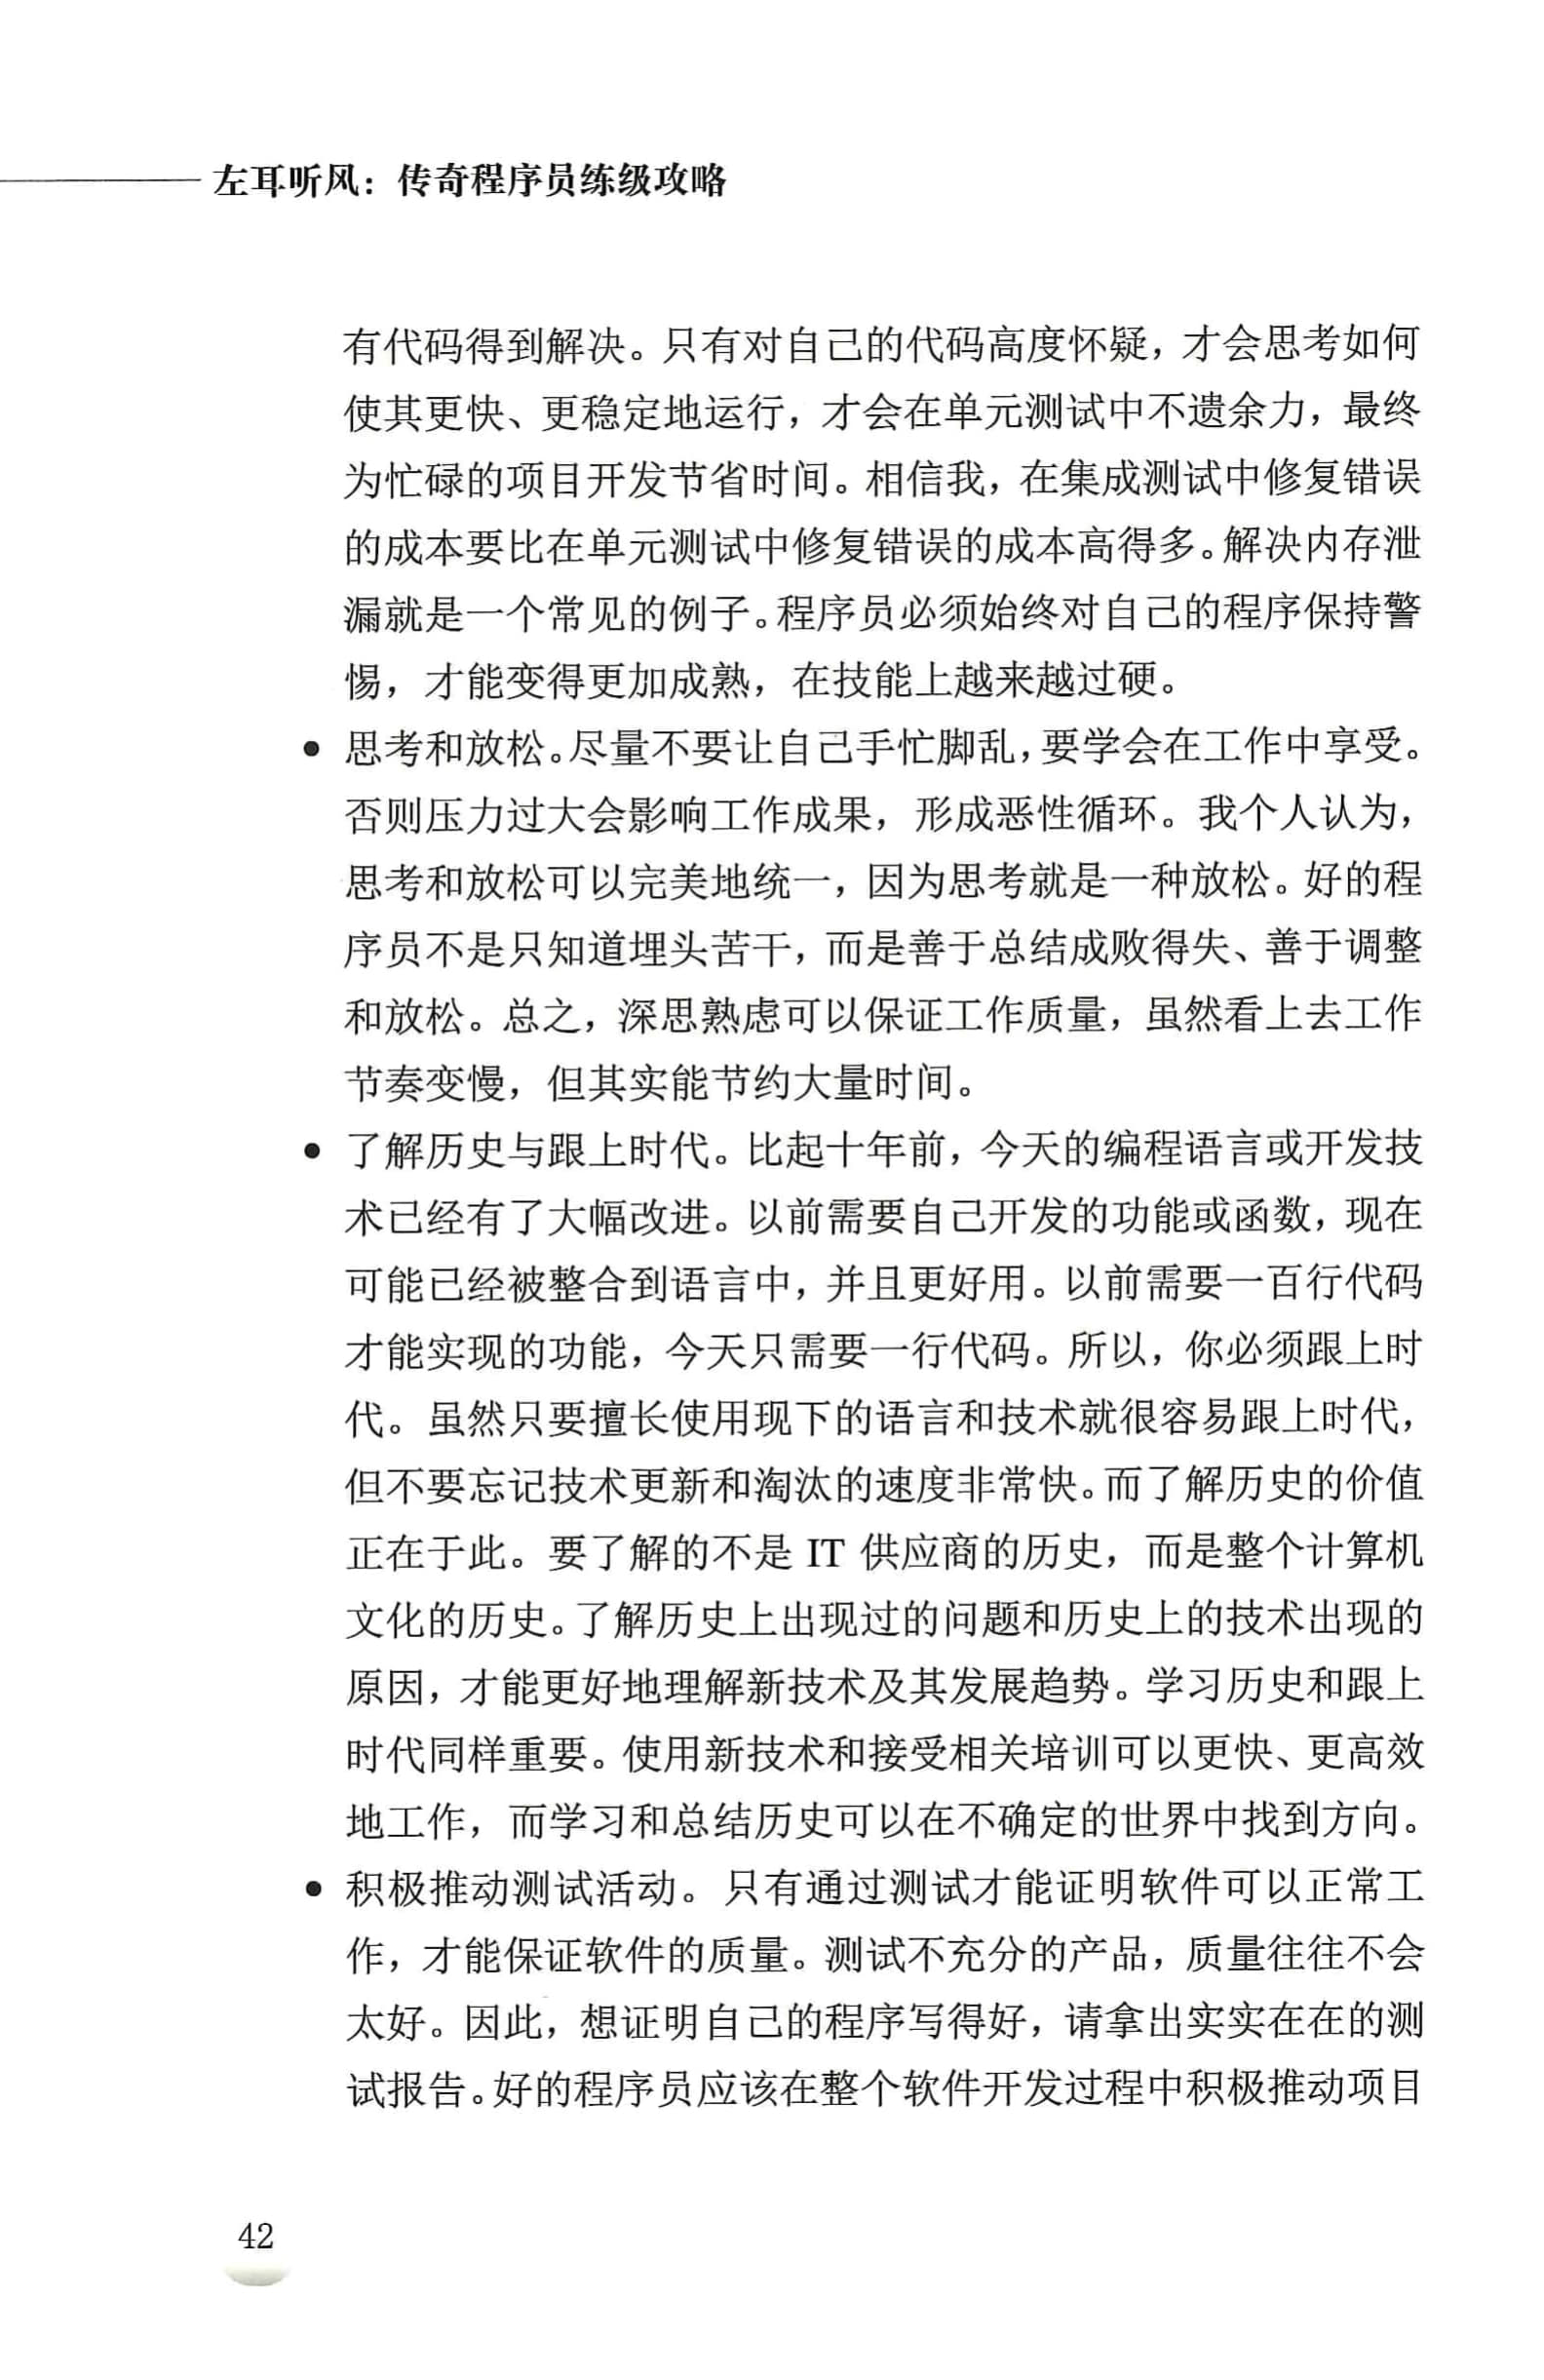 左耳听风：传奇程序员练级攻略
有代码得到解决。只有对自己的代码高度怀疑，才会思考如何
使其更快、更稳定地运行，才会在单元测试中不遗余力，最终
为忙碌的项目开发节省时间。相信我，在集成测试中修复错误
的成本要比在单元测试中修复错误的成本高得多。解决内存泄
漏就是一个常见的例子。程序员必须始终对自己的程序保持警
惕，才能变得更加成熟，在技能上越来越过硬。
● 思考和放松。尽量不要让自己手忙脚乱，要学会在工作中享受。
否则压力过大会影响工作成果，形成恶性循环。我个人认为，
思考和放松可以完美地统一，因为思考就是一种放松。好的程
序员不是只知道埋头苦干，而是善于总结成败得失、善于调整
和放松。总之，深思熟虑可以保证工作质量，虽然看上去工作
节奏变慢，但其实能节约大量时间。
● 了解历史与跟上时代。比起十年前，今天的编程语言或开发技
术已经有了大幅改进。以前需要自己开发的功能或函数，现在
可能已经被整合到语言中，并且更好用。以前需要一百行代码
才能实现的功能，今天只需要一行代码。所以，你必须跟上时
代。虽然只要擅长使用现下的语言和技术就很容易跟上时代，
但不要忘记技术更新和淘汰的速度非常快。而了解历史的价值
正在于此。要了解的不是 IT 供应商的历史，而是整个计算机
文化的历史。了解历史上出现过的问题和历史上的技术出现的
原因，才能更好地理解新技术及其发展趋势。学习历史和跟上
时代同样重要。使用新技术和接受相关培训可以更快、更高效
地工作，而学习和总结历史可以在不确定的世界中找到方向。
● 积极推动测试活动。只有通过测试才能证明软件可以正常工
作，才能保证软件的质量。测试不充分的产品，质量往往不会
太好。因此，想证明自己的程序写得好，请拿出实实在在的测
试报告。好的程序员应该在整个软件开发过程中积极推动项目
42